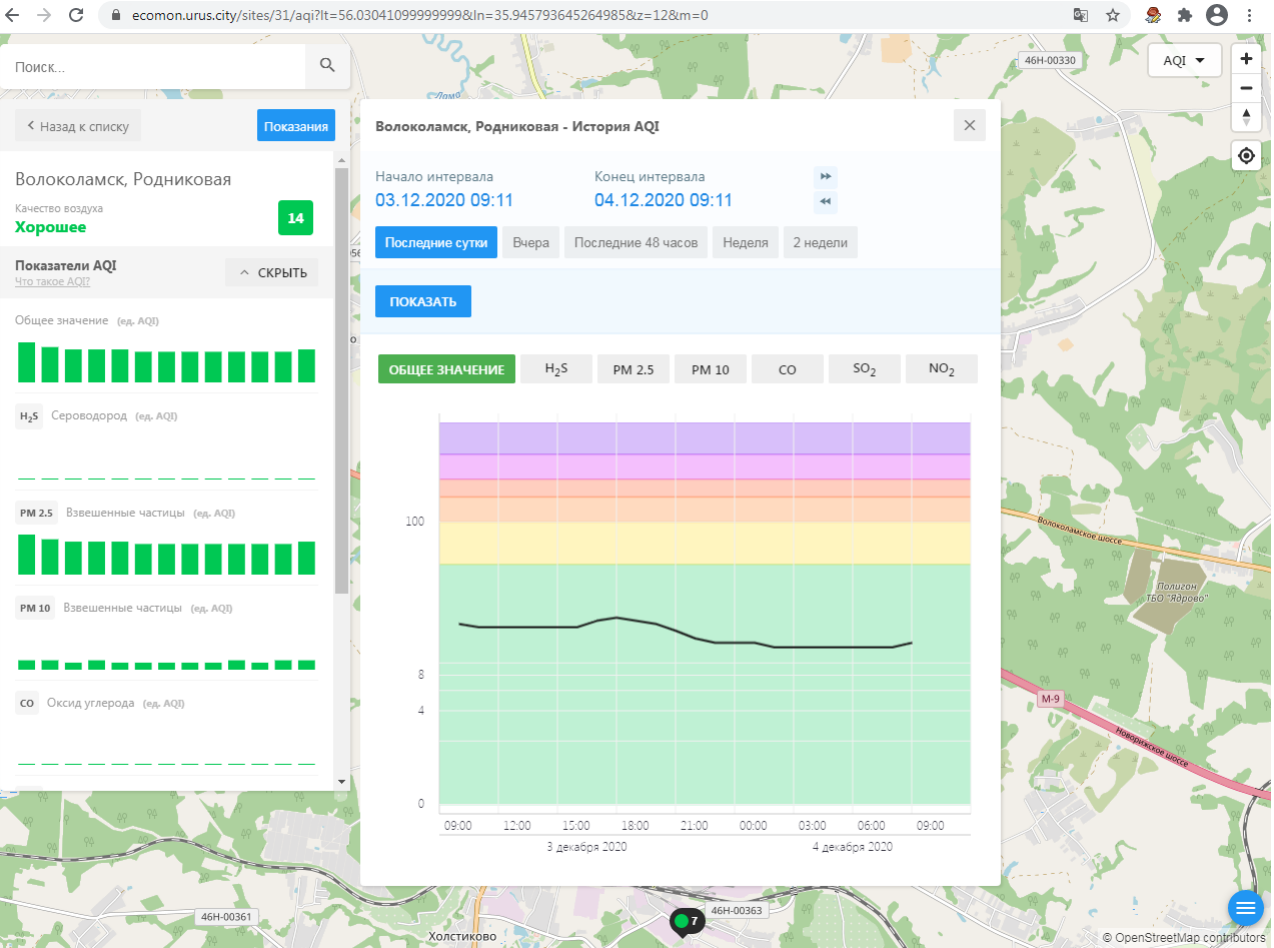 ecomon.urus.city/sites/31/aqi?lt=56.03041099999999&ln=35.945793645264985&z=12&m=0
Поиск...
46Н-00330
AQI
Назад к списку
Показания
Волоколамск, Родниковая
Качество воздуха
Хорошее
14
Показатели AQI
Что такое AQI?
СКРЫТЬ
Общее значение (ед. AQI)
H₂S Сероводород (ед. AQI)
PM 2.5 Взвешенные частицы (ед. AQI)
PM 10 Взвешенные частицы (ед. AQI)
CO Оксид углерода (ед. AQI)
Волоколамск, Родниковая - История AQI
Начало интервала
Конец интервала
03.12.2020 09:11
04.12.2020 09:11
Последние сутки
Вчера
Последние 48 часов
Неделя
2 недели
ПОКАЗАТЬ
ОБЩЕЕ ЗНАЧЕНИЕ
H₂S
PM 2.5
PM 10
CO
SO₂
NO₂
100
8
4
0
09:00 12:00 15:00 18:00 21:00 00:00 03:00 06:00 09:00
3 декабря 2020
4 декабря 2020
Волоколамское шоссе
Полигон
ТБО "Ядрово"
М-9
Новорижское шоссе
46Н-00361
7
46Н-00363
Холстиково
© OpenStreetMap contributors